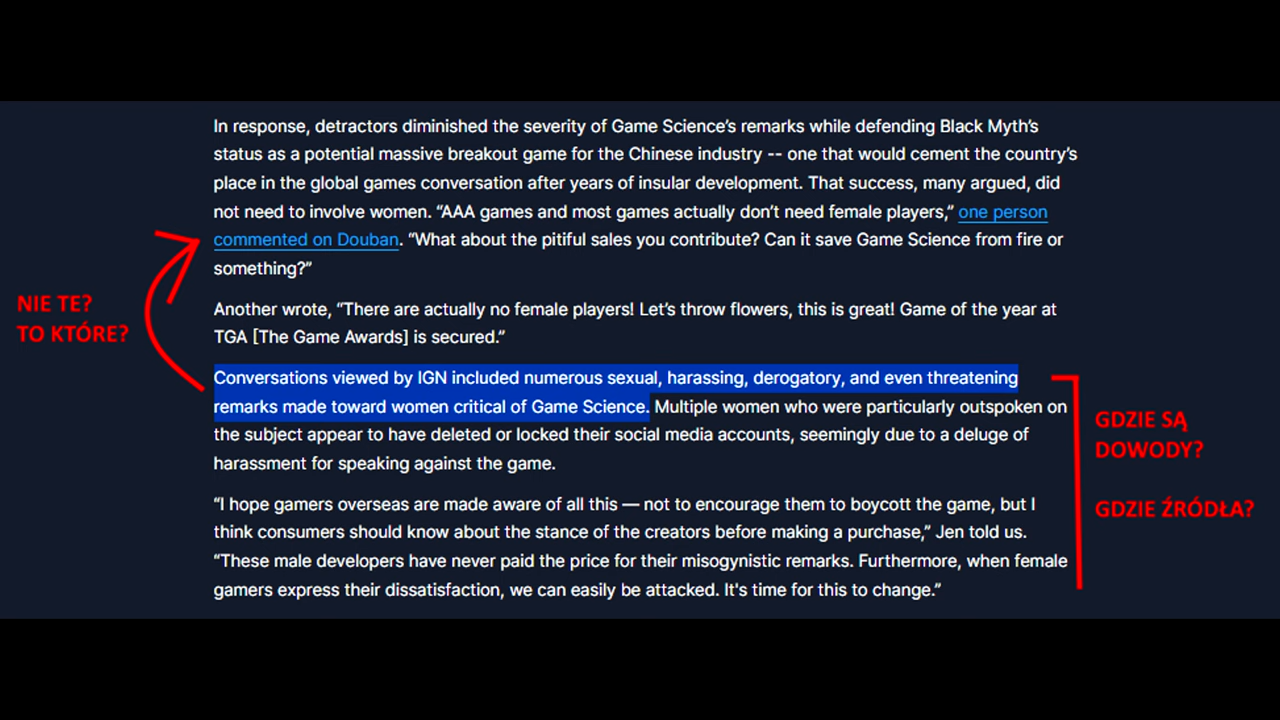 In response, detractors diminished the severity of Game Science’s remarks while defending Black Myth’s
status as a potential massive breakout game for the Chinese industry -- one that would cement the country’s
place in the global games conversation after years of insular development. That success, many argued, did
not need to involve women. “AAA games and most games actually don’t need female players,” one person
commented on Douban. “What about the pitiful sales you contribute? Can it save Game Science from fire or
something?”
NIE TE?
TO KTÓRE?
Another wrote, “There are actually no female players! Let’s throw flowers, this is great! Game of the year at
TGA [The Game Awards] is secured.”
Conversations viewed by IGN included numerous sexual, harassing, derogatory, and even threatening
remarks made toward women critical of Game Science. Multiple women who were particularly outspoken on
the subject appear to have deleted or locked their social media accounts, seemingly due to a deluge of
harassment for speaking against the game.
GDZIE SĄ
DOWODY?
GDZIE ŹRÓDŁA?
“I hope gamers overseas are made aware of all this — not to encourage them to boycott the game, but I
think consumers should know about the stance of the creators before making a purchase,” Jen told us.
“These male developers have never paid the price for their misogynistic remarks. Furthermore, when female
gamers express their dissatisfaction, we can easily be attacked. It's time for this to change.”